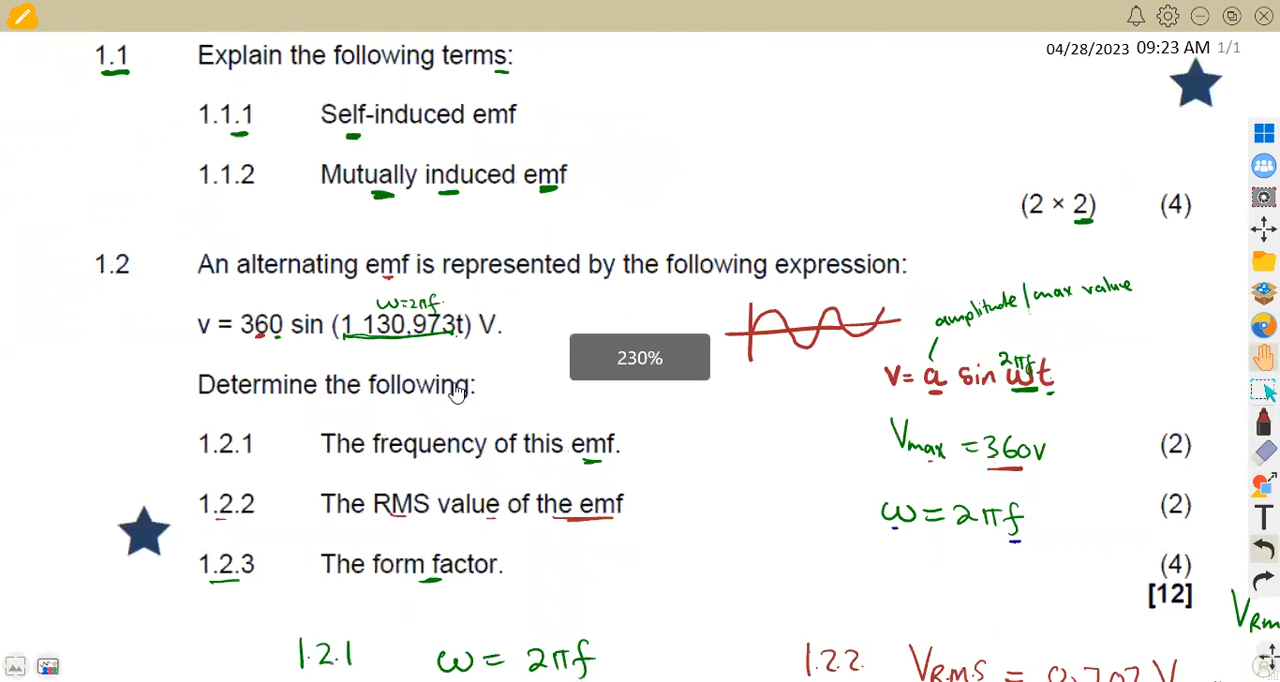 04/28/2023 09:23 AM 1/1
1.1 Explain the following terms:
1.1.1 Self-induced emf
1.1.2 Mutually induced emf
(2 × 2) (4)
1.2 An alternating emf is represented by the following expression:
ω=2πf
amplitude/max value
v = 360 sin (1 130,973t) V.
230%
2πf
v= a sin ωt
Determine the following:
1.2.1 The frequency of this emf. (2)
Vmax = 360v
1.2.2 The RMS value of the emf (2)
ω = 2πf
1.2.3 The form factor. (4)
[12]
VRm
1.2.1 ω = 2πf
1.2.2. VR.M.S = 0.707 V
T